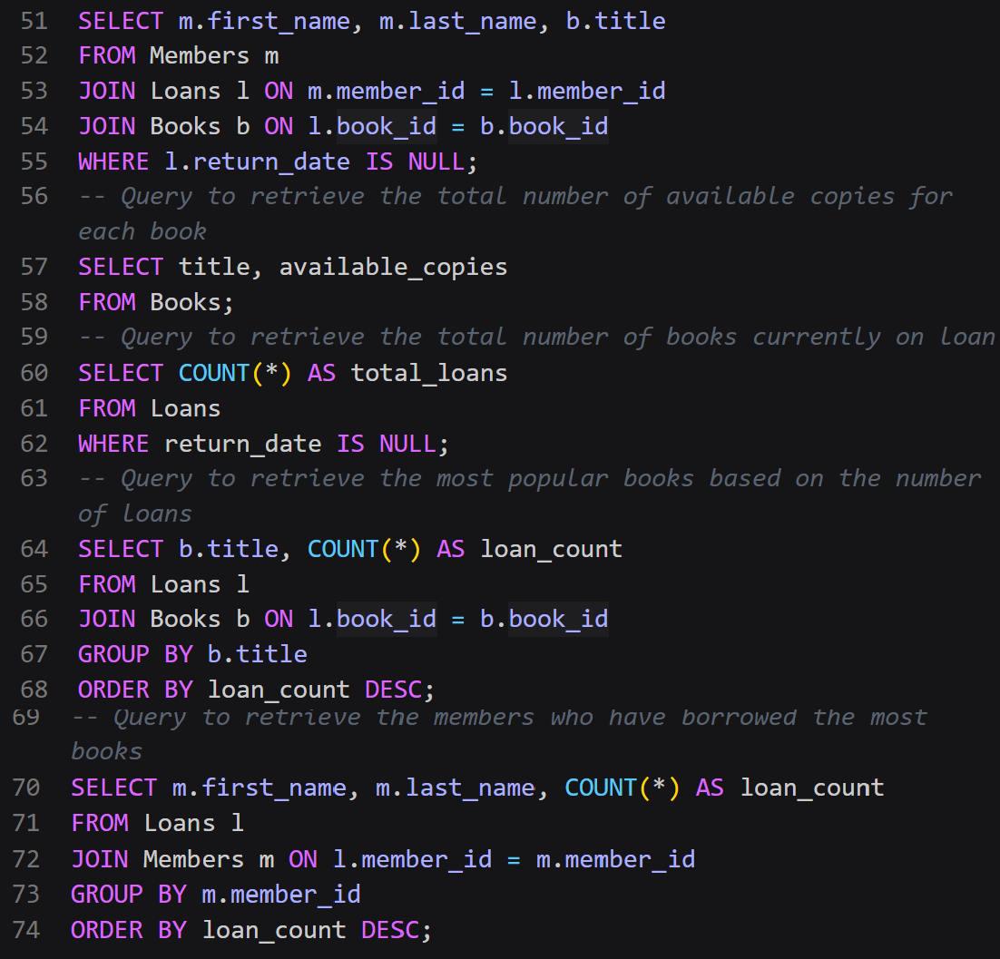 51 SELECT m.first_name, m.last_name, b.title
52 FROM Members m
53 JOIN Loans l ON m.member_id = l.member_id
54 JOIN Books b ON l.book_id = b.book_id
55 WHERE l.return_date IS NULL;
56 -- Query to retrieve the total number of available copies for
each book
57 SELECT title, available_copies
58 FROM Books;
59 -- Query to retrieve the total number of books currently on loan
60 SELECT COUNT(*) AS total_loans
61 FROM Loans
62 WHERE return_date IS NULL;
63 -- Query to retrieve the most popular books based on the number
of loans
64 SELECT b.title, COUNT(*) AS loan_count
65 FROM Loans l
66 JOIN Books b ON l.book_id = b.book_id
67 GROUP BY b.title
68 ORDER BY loan_count DESC;
69 -- Query to retrieve the members who have borrowed the most
books
70 SELECT m.first_name, m.last_name, COUNT(*) AS loan_count
71 FROM Loans l
72 JOIN Members m ON l.member_id = m.member_id
73 GROUP BY m.member_id
74 ORDER BY loan_count DESC;